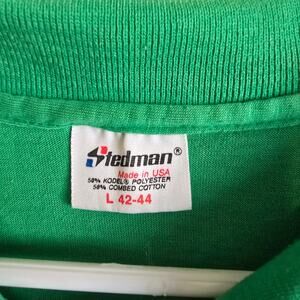 Stedman®
Made in USA
50% KODEL® POLYESTER
50% COMBED COTTON
L 42-44